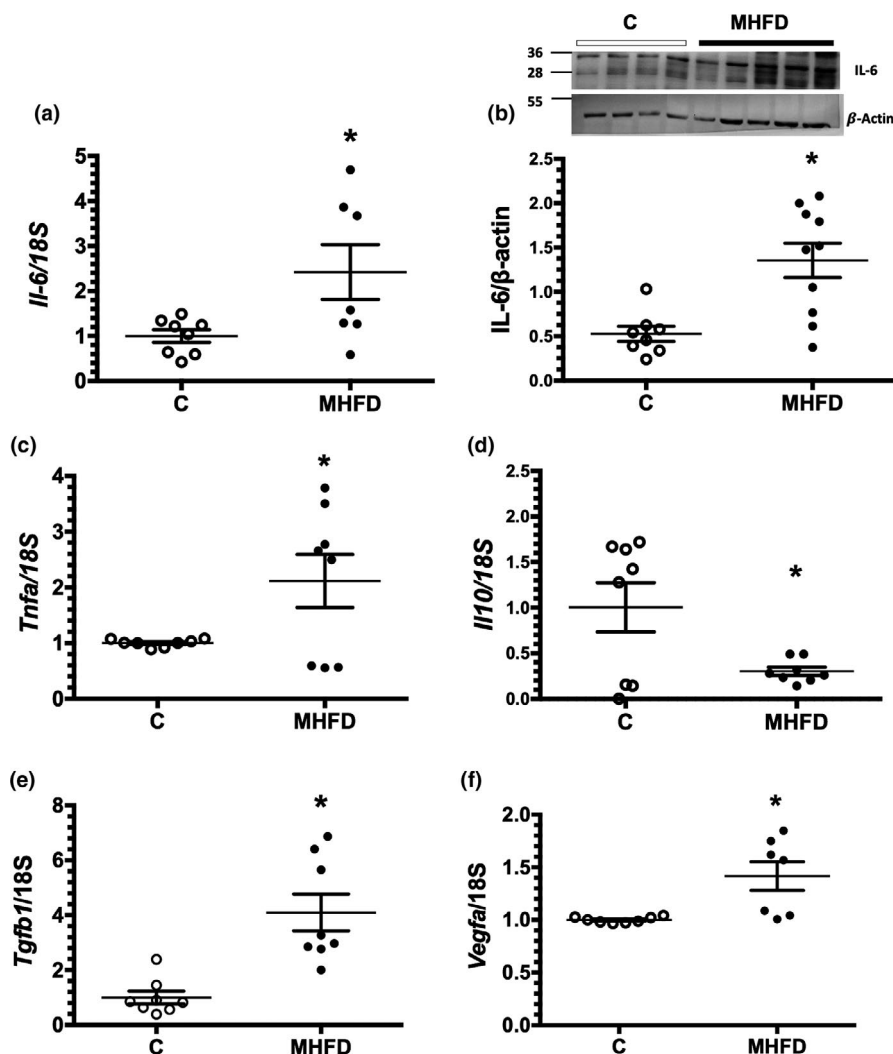 C MHFD
36
28
IL-6
55
β-Actin
(a)
*
Il-6/18S
5
4
3
2
1
0
C MHFD
(b)
*
IL-6/β-actin
2.5
2.0
1.5
1.0
0.5
0.0
C MHFD
(c)
*
Tnfa/18S
4
3
2
1
0
C MHFD
(d)
*
Il10/18S
2.5
2.0
1.5
1.0
0.5
0.0
C MHFD
(e)
*
Tgfb1/18S
8
6
4
2
0
C MHFD
(f)
*
Vegfa/18S
2.0
1.5
1.0
0.5
0.0
C MHFD